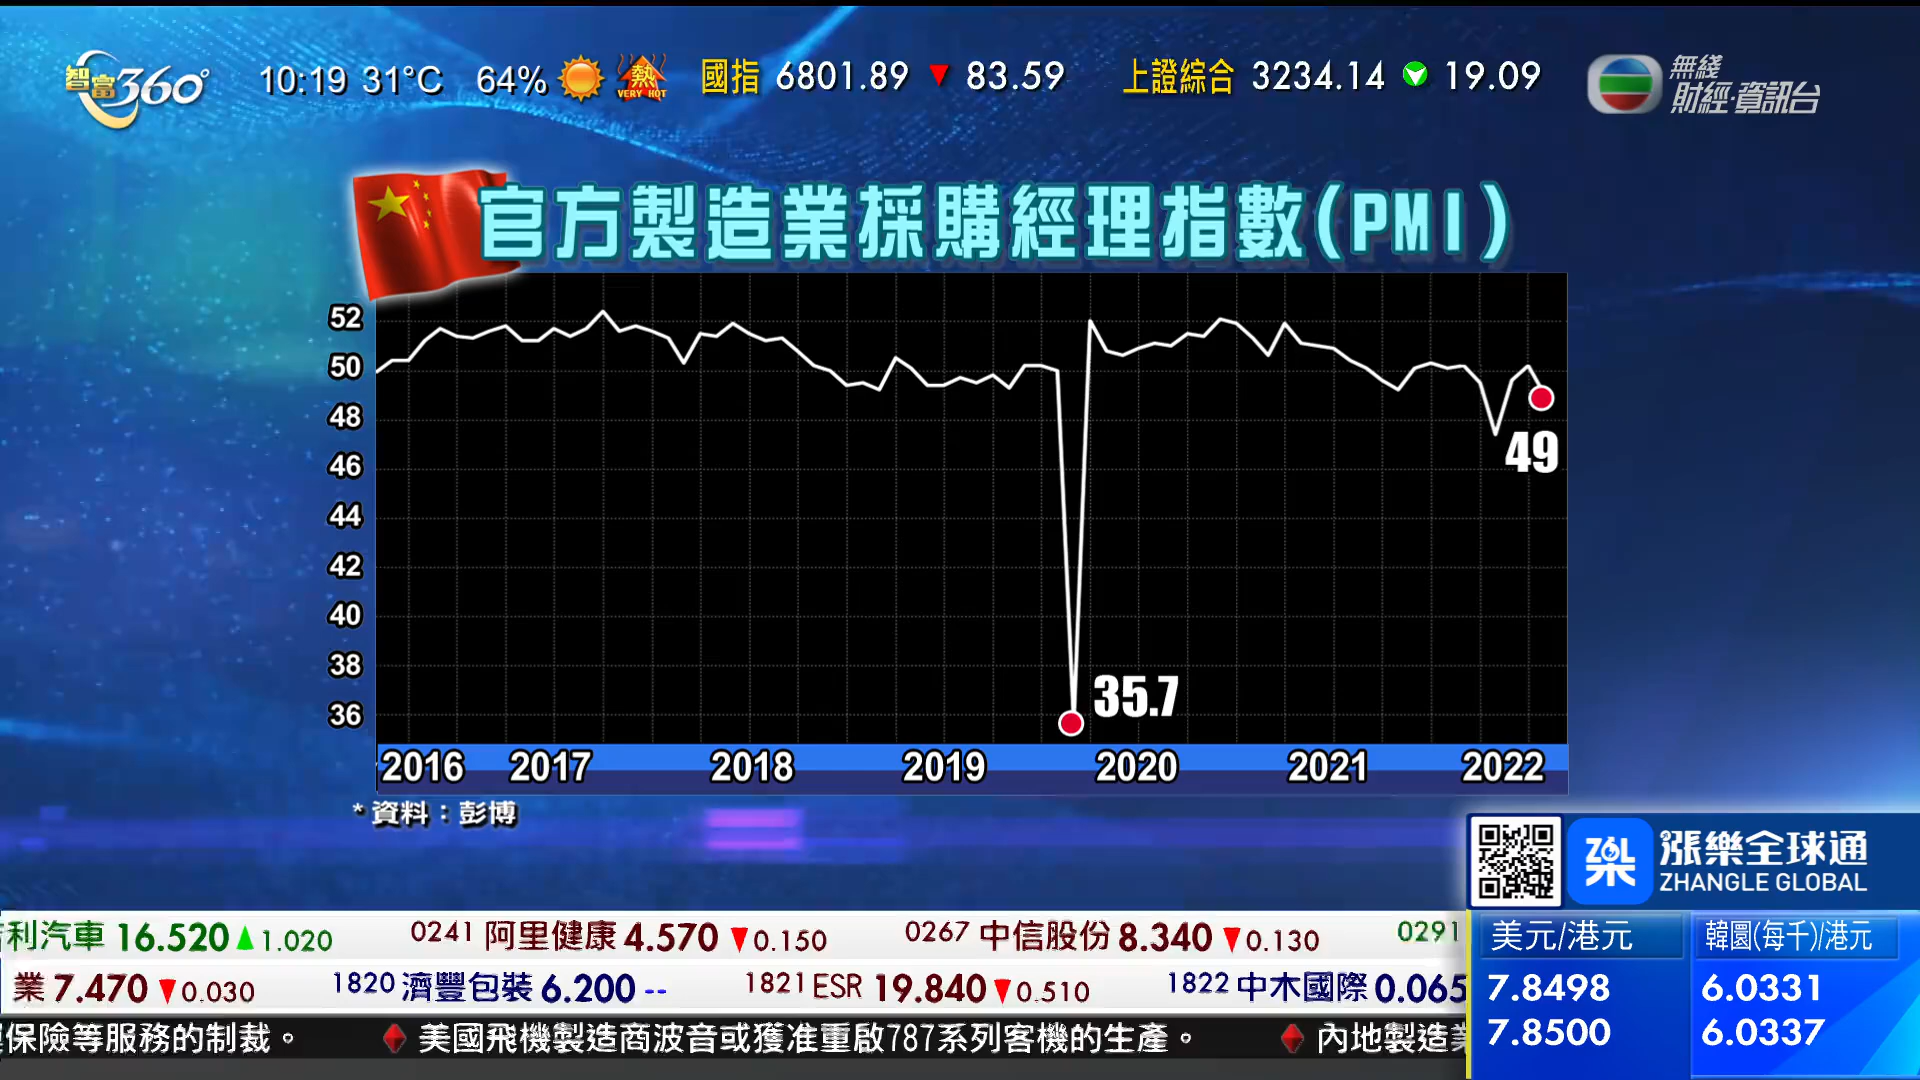 智富360°
10:19 31°C 64% 熱 VERY HOT 國指 6801.89 ▼ 83.59 上證綜合 3234.14 19.09
無綫
財經·資訊台
官方製造業採購經理指數(PMI)
52
50
48
46
44
42
40
38
36
49
35.7
2016 2017 2018 2019 2020 2021 2022
*資料：彭博
ZGL 樂 漲樂全球通
ZHANGLE GLOBAL
利汽車 16.520 ▲ 1.020 0241 阿里健康 4.570 ▼ 0.150 0267 中信股份 8.340 ▼ 0.130 0291
業 7.470 ▼ 0.030 1820 濟豐包裝 6.200 -- 1821 ESR 19.840 ▼ 0.510 1822 中木國際 0.065
保險等服務的制裁。 ♦ 美國飛機製造商波音或獲准重啟787系列客機的生產。 ♦ 內地製造業
美元/港元 韓圜(每千)/港元
7.8498 6.0331
7.8500 6.0337